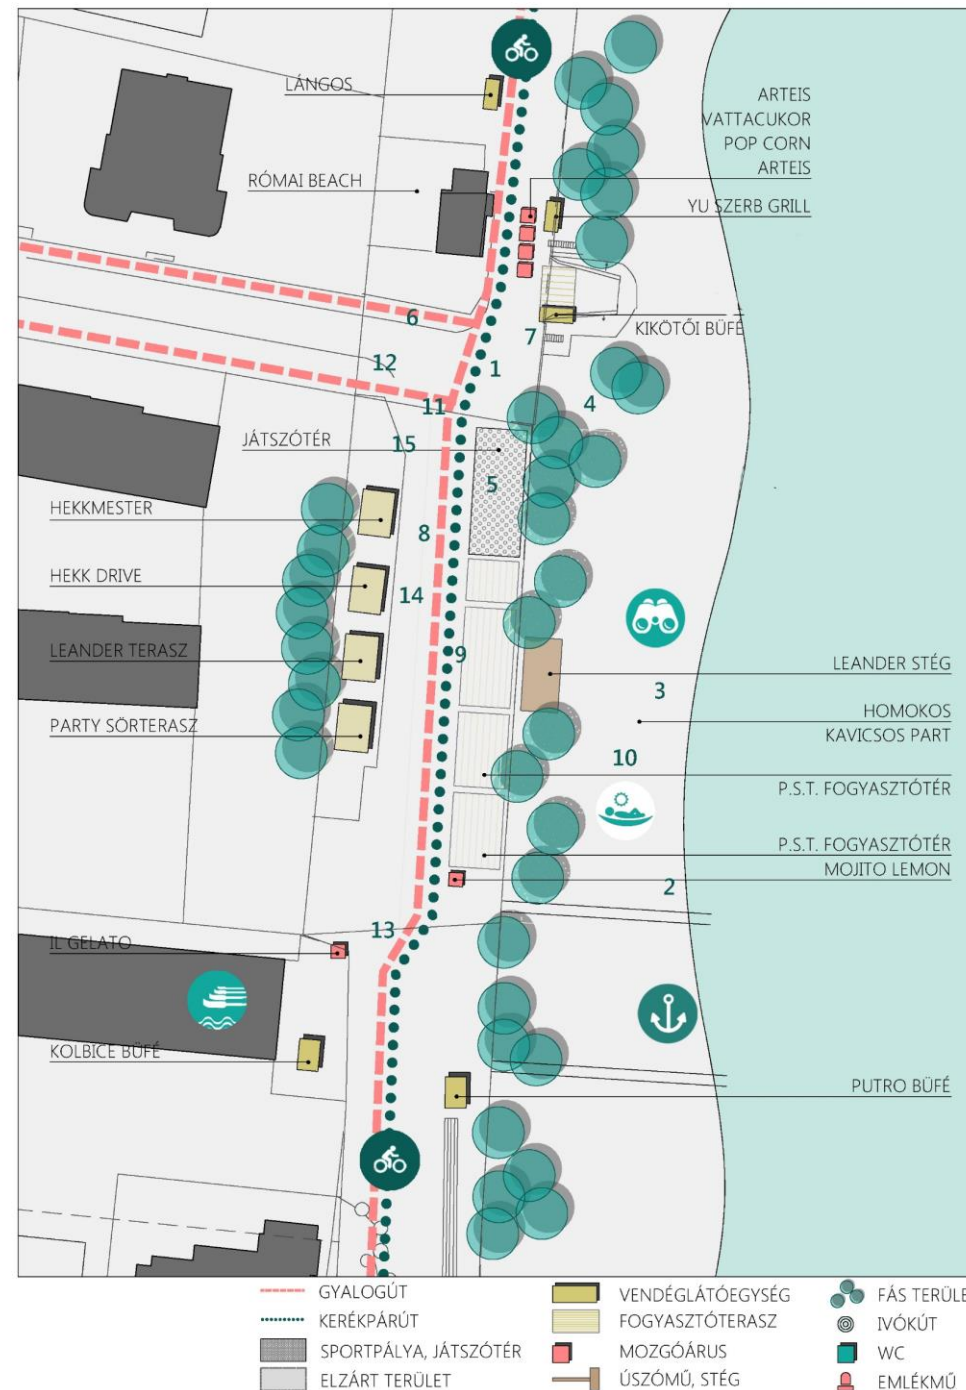 LÁNGOS
ARTEIS
VATTACUKOR
POP CORN
ARTEIS
RÓMAI BEACH
YU SZERB GRILL
6
7
KIKÖTŐI BÜFÉ
12
1
11
4
15
JÁTSZÓTÉR
5
HEKKMESTER
8
HEKK DRIVE
14
LEANDER TERASZ
9
LEANDER STÉG
3
HOMOKOS
KAVICSOS PART
PARTY SÖRTERASZ
10
P.S.T. FOGYASZTÓTÉR
P.S.T. FOGYASZTÓTÉR
MOJITO LEMON
2
13
IL GELATO
KOLBICE BÜFÉ
PUTRO BÜFÉ
GYALOGÚT
KERÉKPÁRÚT
SPORTPÁLYA, JÁTSZÓTÉR
ELZÁRT TERÜLET
VENDÉGLÁTÓEGYSÉG
FOGYASZTÓTERASZ
MOZGÓÁRUS
ÚSZÓMŰ, STÉG
FÁS TERÜLE
IVÓKÚT
WC
EMLÉKMŰ